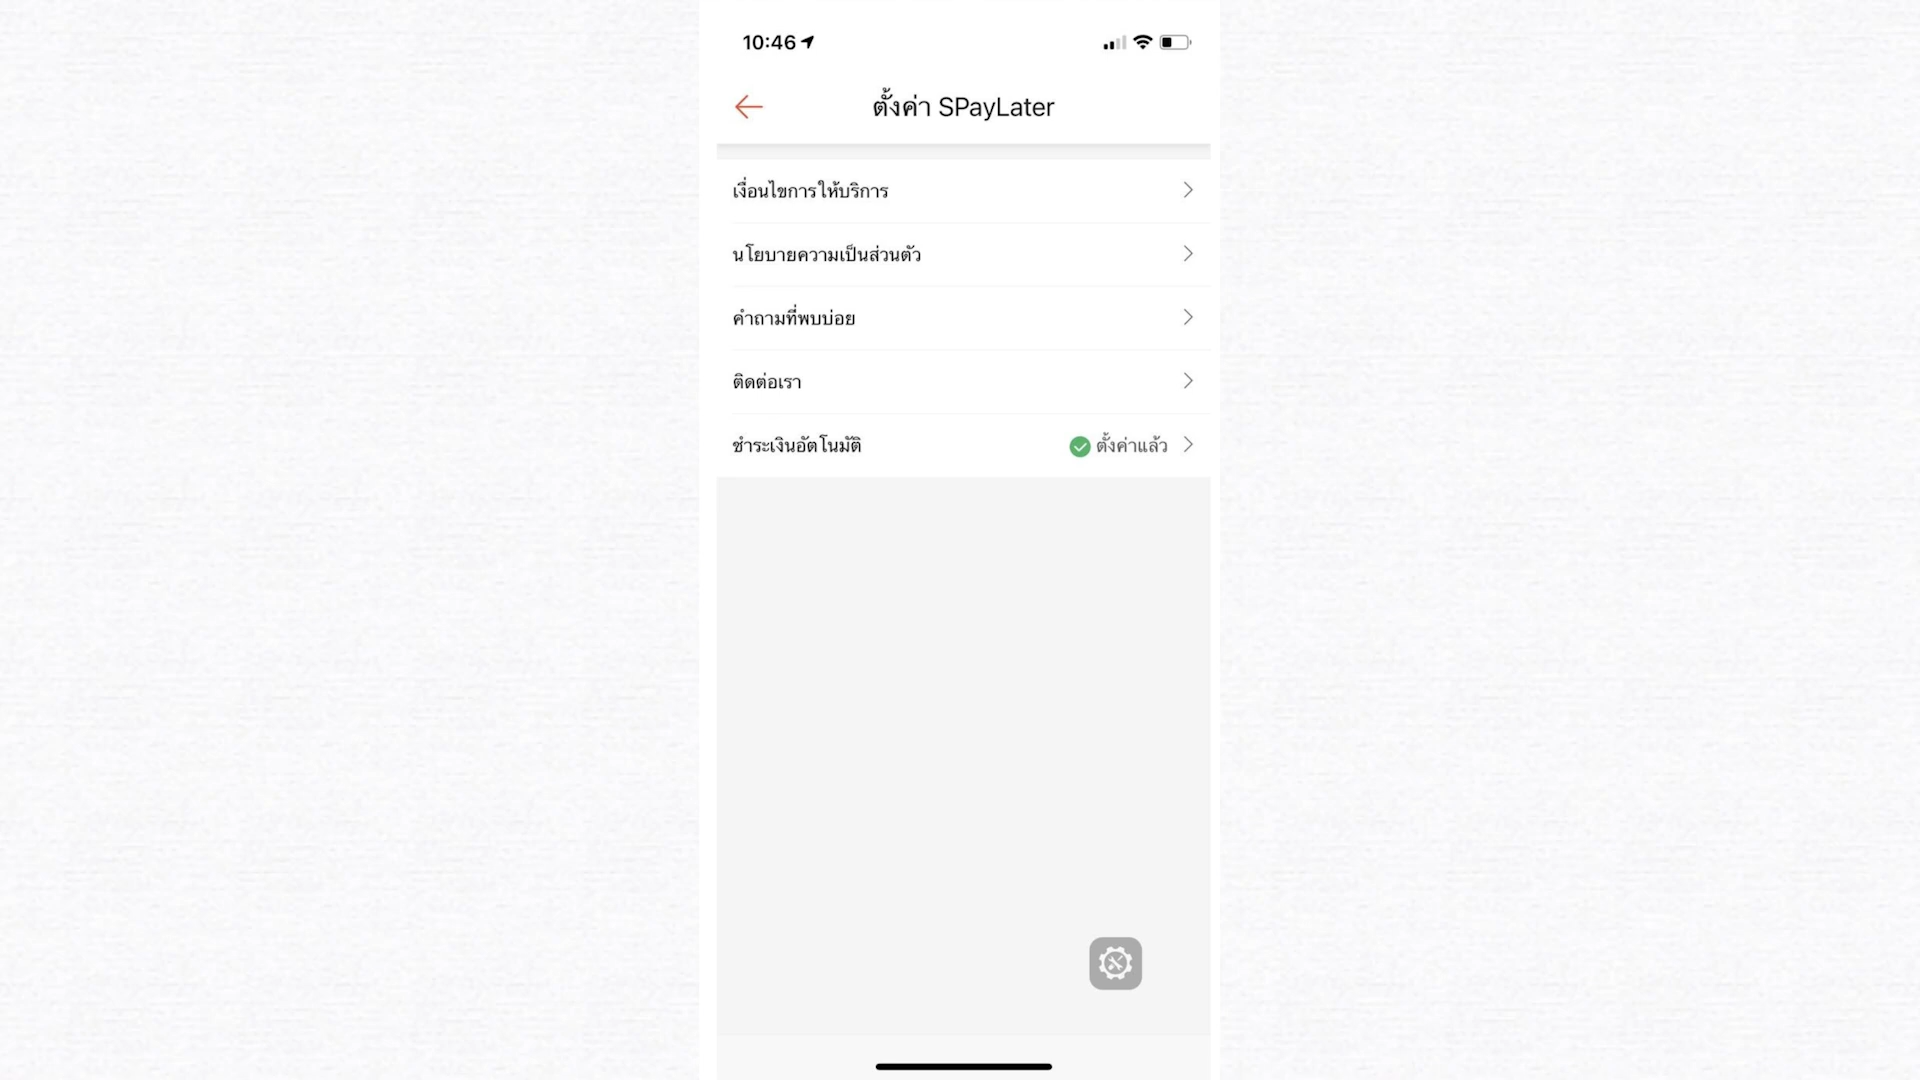 10:46
ตั้งค่า SPayLater
เงื่อนไขการให้บริการ
นโยบายความเป็นส่วนตัว
คำถามที่พบบ่อย
ติดต่อเรา
ชำระเงินอัตโนมัติ ตั้งค่าแล้ว